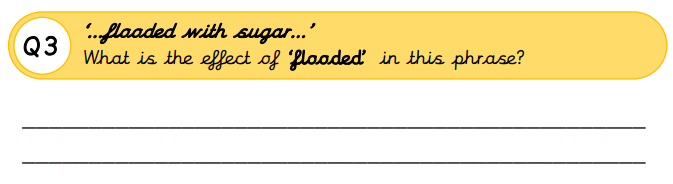 Q3
‘...flooded with sugar...’
What is the effect of ‘flooded’ in this phrase?